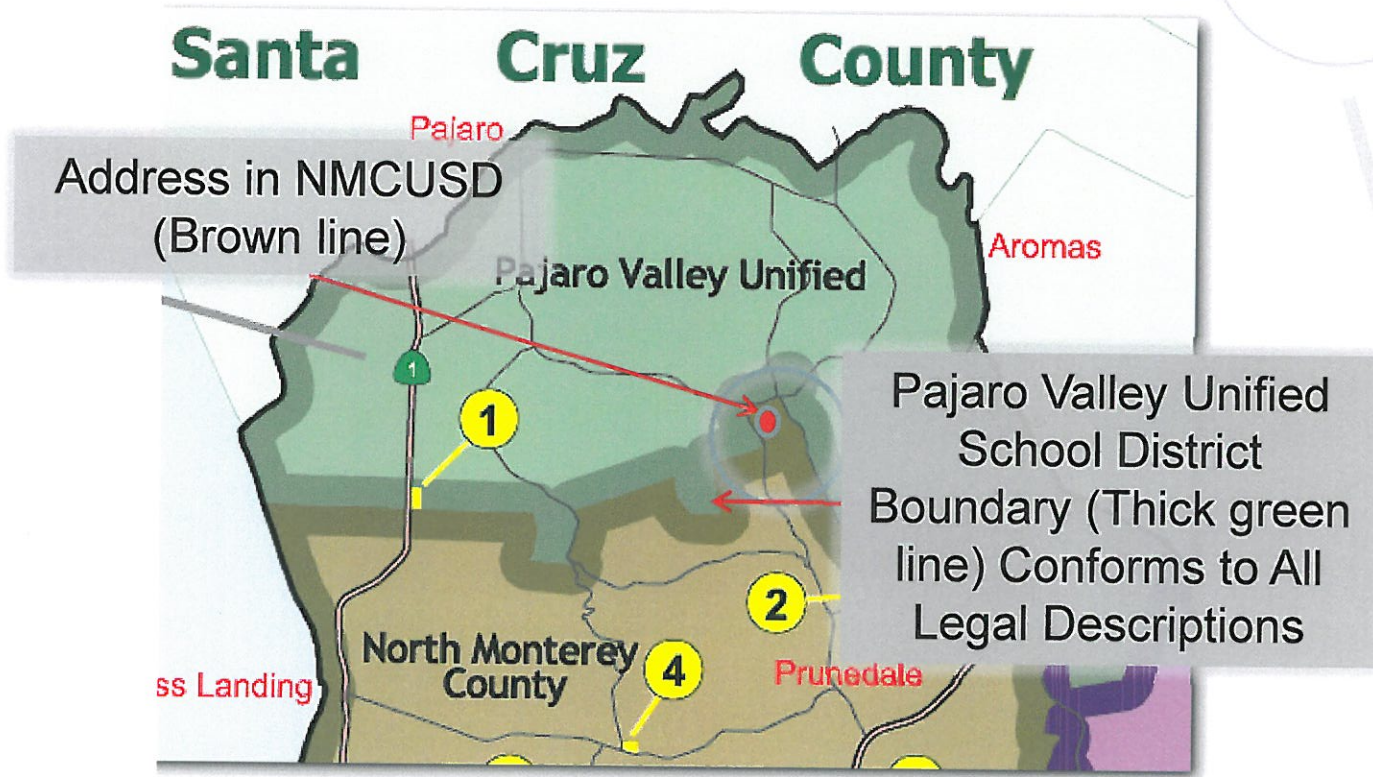 Santa Cruz County
Pajaro
Address in NMCUSD
(Brown line)
Aromas
Pajaro Valley Unified
1
1
Pajaro Valley Unified
School District
Boundary (Thick green
line) Conforms to All
Legal Descriptions
2
North Monterey
County
4
Prunedale
ss Landing